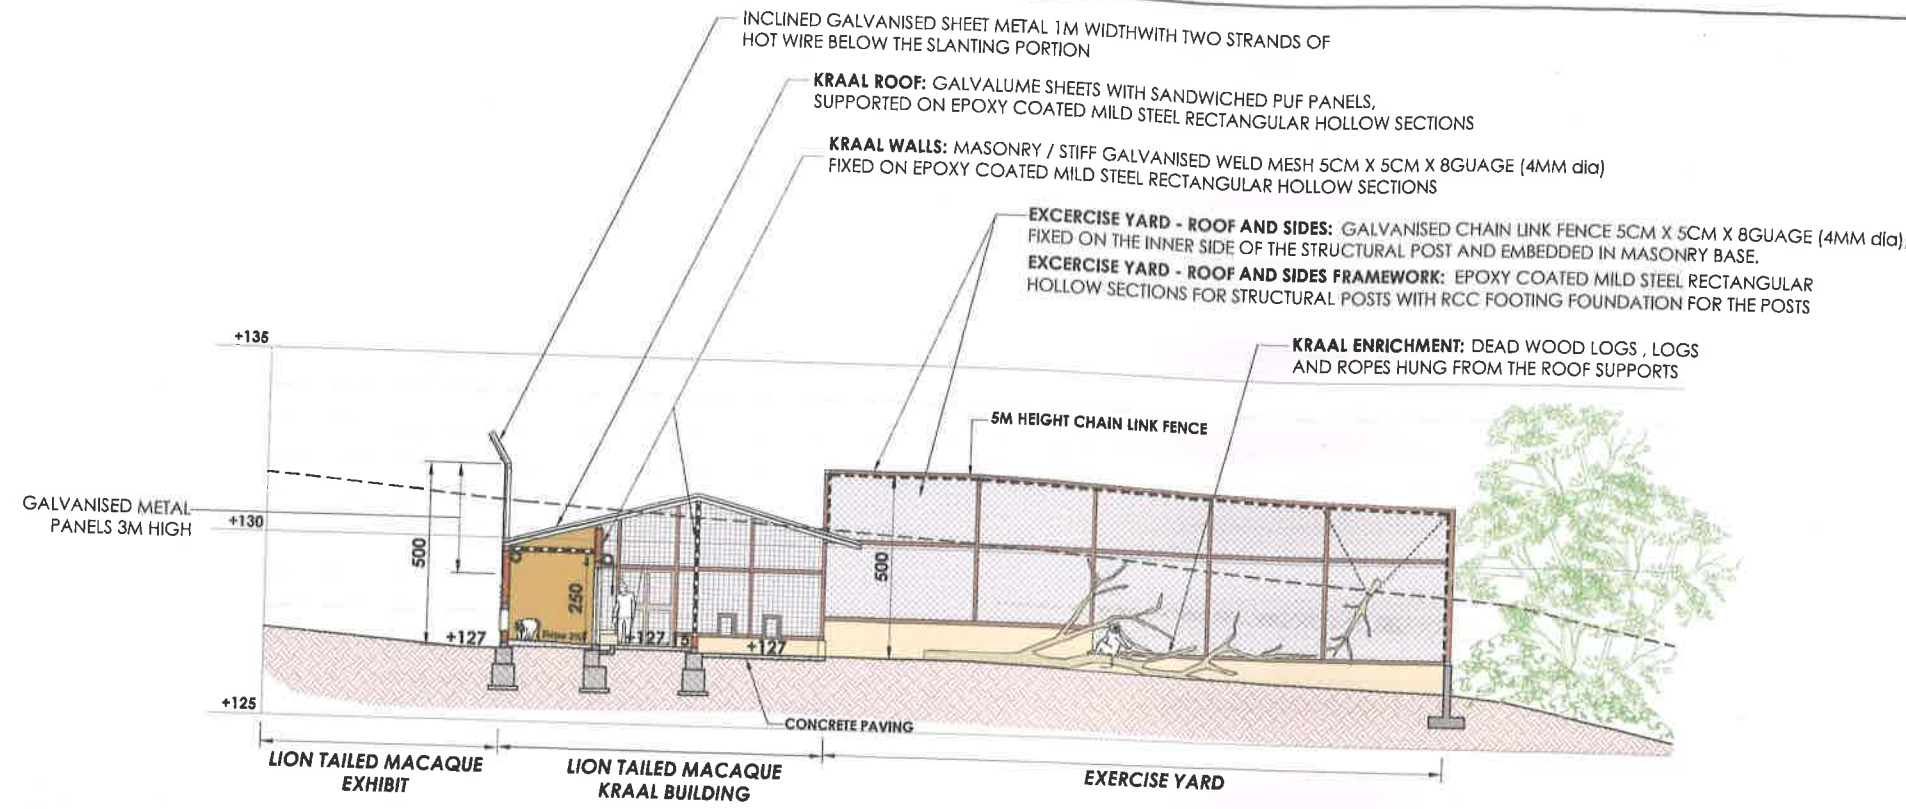 INCLINED GALVANISED SHEET METAL 1M WIDTHWITH TWO STRANDS OF
HOT WIRE BELOW THE SLANTING PORTION
KRAAL ROOF: GALVALUME SHEETS WITH SANDWICHED PUF PANELS,
SUPPORTED ON EPOXY COATED MILD STEEL RECTANGULAR HOLLOW SECTIONS
KRAAL WALLS: MASONRY / STIFF GALVANISED WELD MESH 5CM X 5CM X 8GUAGE (4MM dia)
FIXED ON EPOXY COATED MILD STEEL RECTANGULAR HOLLOW SECTIONS
EXCERCISE YARD - ROOF AND SIDES: GALVANISED CHAIN LINK FENCE 5CM X 5CM X 8GUAGE (4MM dia),
FIXED ON THE INNER SIDE OF THE STRUCTURAL POST AND EMBEDDED IN MASONRY BASE.
EXCERCISE YARD - ROOF AND SIDES FRAMEWORK: EPOXY COATED MILD STEEL RECTANGULAR
HOLLOW SECTIONS FOR STRUCTURAL POSTS WITH RCC FOOTING FOUNDATION FOR THE POSTS
+135
KRAAL ENRICHMENT: DEAD WOOD LOGS , LOGS
AND ROPES HUNG FROM THE ROOF SUPPORTS
5M HEIGHT CHAIN LINK FENCE
GALVANISED METAL
PANELS 3M HIGH
+130
500
500
250
+127
+127.15
+127
+125
CONCRETE PAVING
LION TAILED MACAQUE
EXHIBIT
LION TAILED MACAQUE
KRAAL BUILDING
EXERCISE YARD